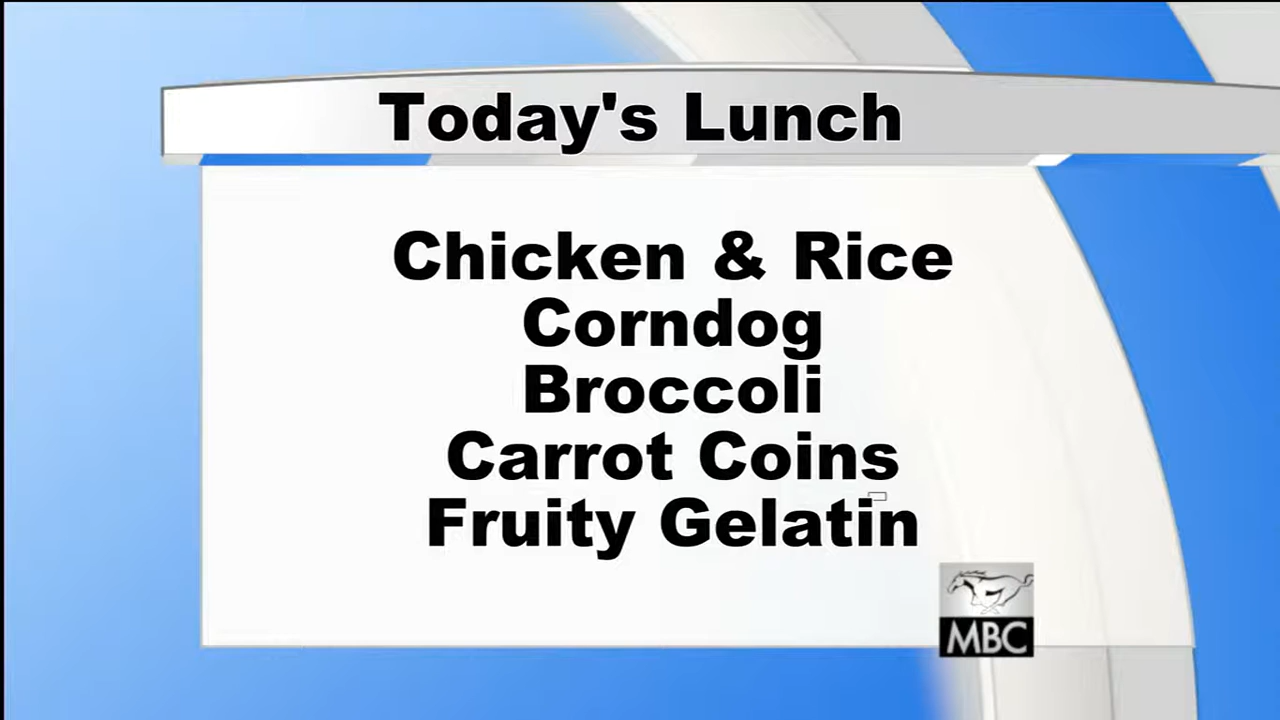 Today's Lunch
Chicken & Rice
Corndog
Broccoli
Carrot Coins
Fruity Gelatin
MBC